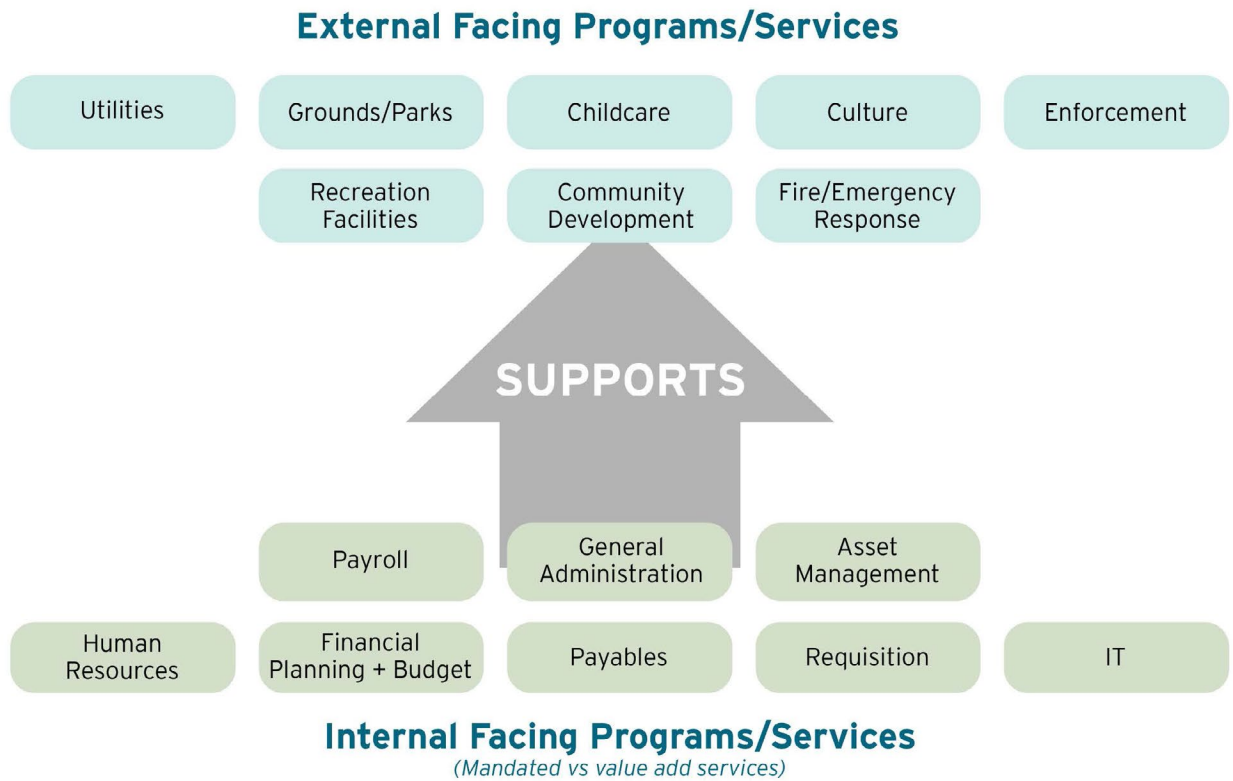 External Facing Programs/Services
Utilities
Grounds/Parks
Childcare
Culture
Enforcement
Recreation
Facilities
Community
Development
Fire/Emergency
Response
SUPPORTS
Payroll
General
Administration
Asset
Management
Human
Resources
Financial
Planning + Budget
Payables
Requisition
IT
Internal Facing Programs/Services
(Mandated vs value add services)